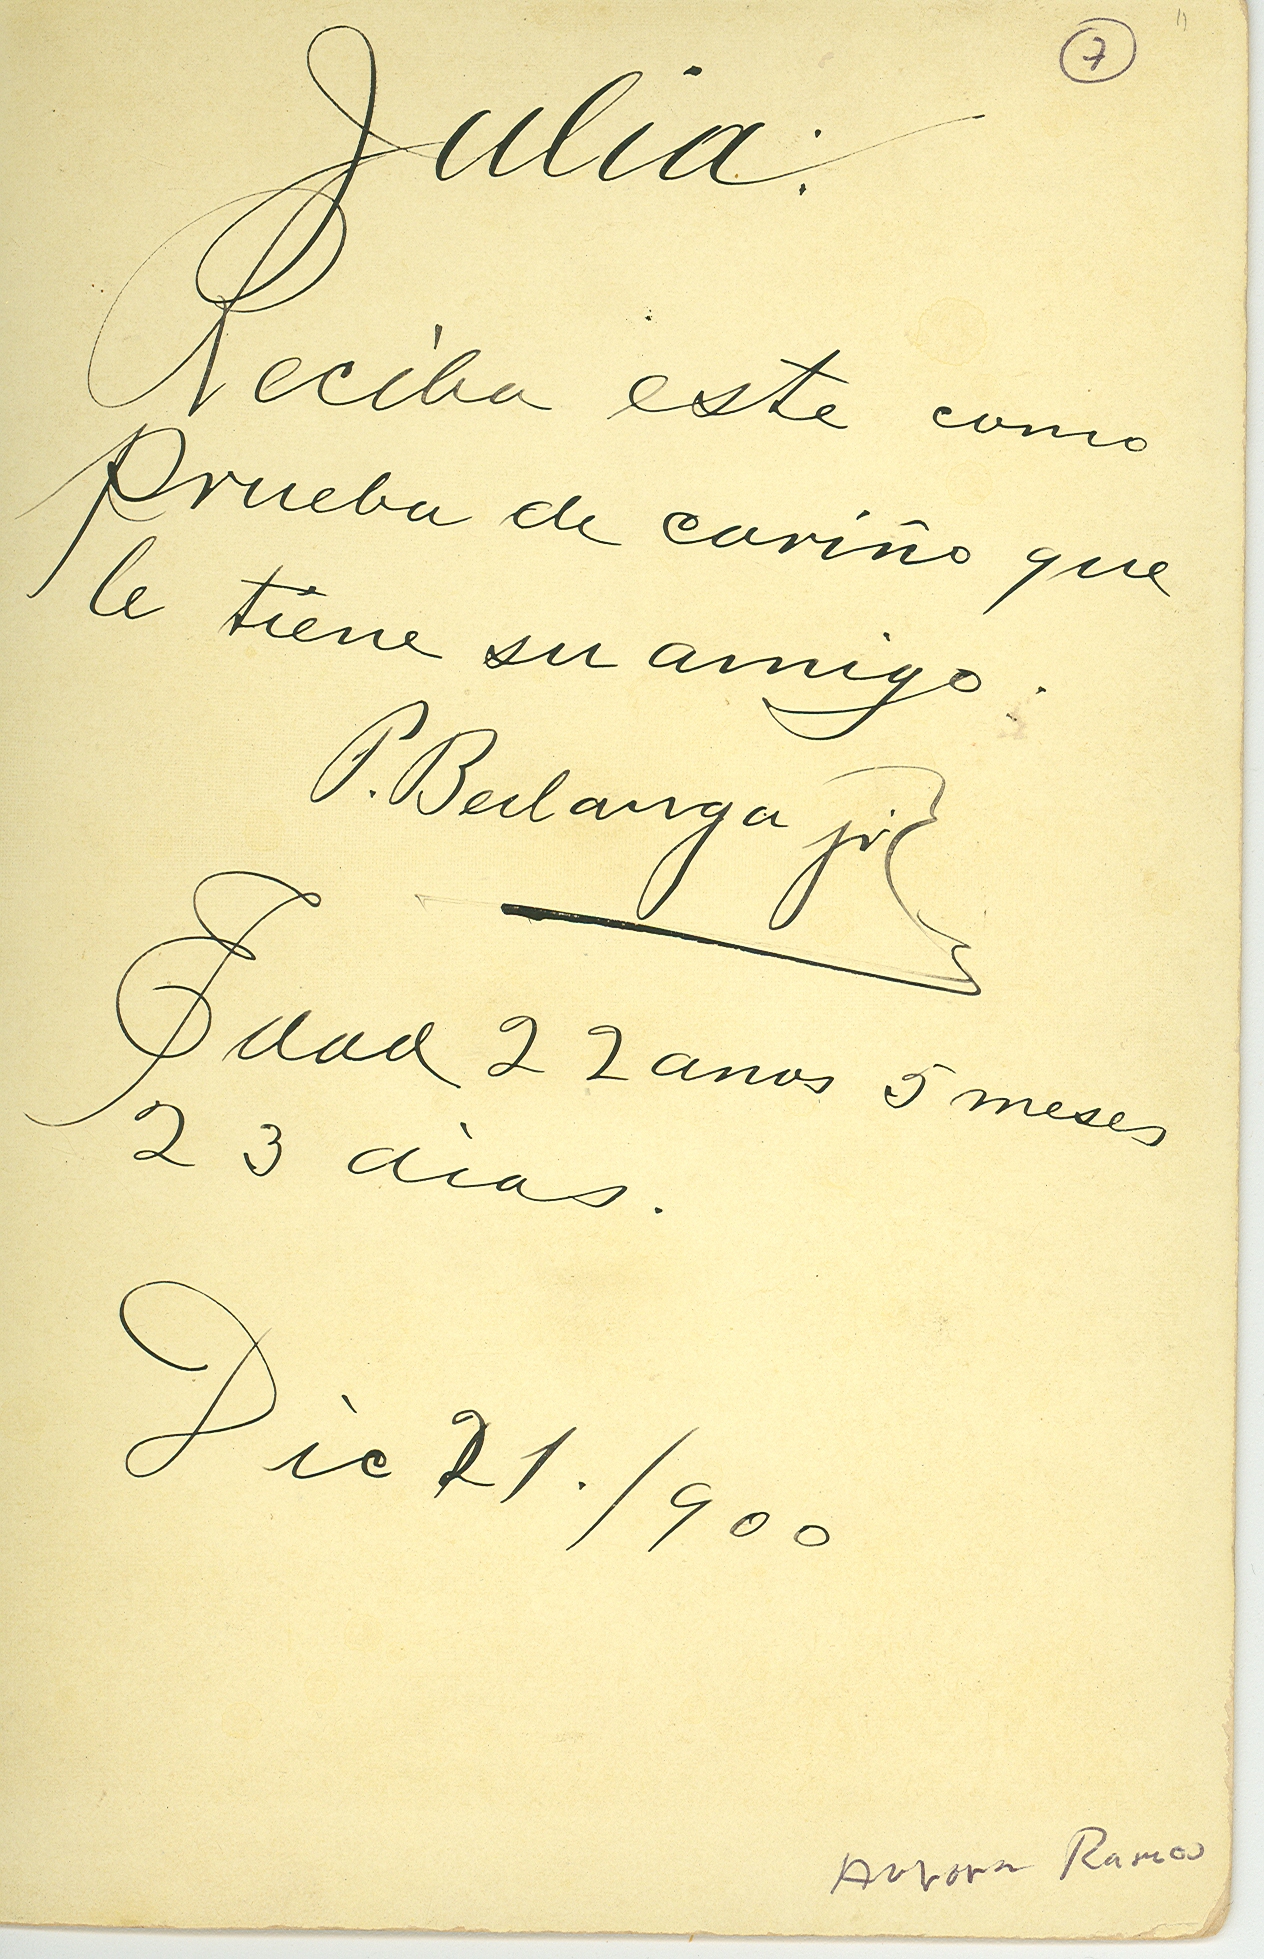 7
Julia:
Reciba este como
prueba de cariño que
le tiene su amigo.
P. Berlanga jr
Edad 22 anos 5 meses
23 dias.
Dic 21./900
Aurora Ramos